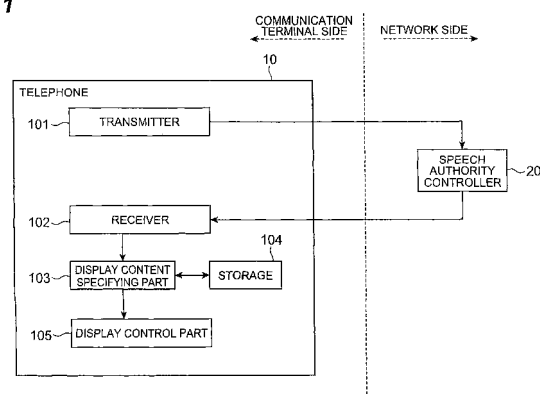 1
COMMUNICATION
TERMINAL SIDE
NETWORK SIDE
10
TELEPHONE
101
TRANSMITTER
SPEECH
AUTHORITY
CONTROLLER
20
102
RECEIVER
104
103
DISPLAY CONTENT
SPECIFYING PART
STORAGE
105
DISPLAY CONTROL PART